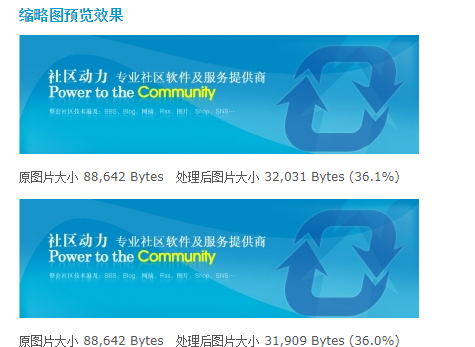 缩略图预览效果
社区动力 专业社区软件及服务提供商
Power to the Community
整套社区技术涵盖：BBS、Blog、网摘、Rss、图片、Shop、SNS…
原图片大小 88,642 Bytes 处理后图片大小 32,031 Bytes (36.1%)
社区动力 专业社区软件及服务提供商
Power to the Community
整套社区技术涵盖：BBS、Blog、网摘、Rss、图片、Shop、SNS…
原图片大小 88,642 Bytes 处理后图片大小 31,909 Bytes (36.0%)